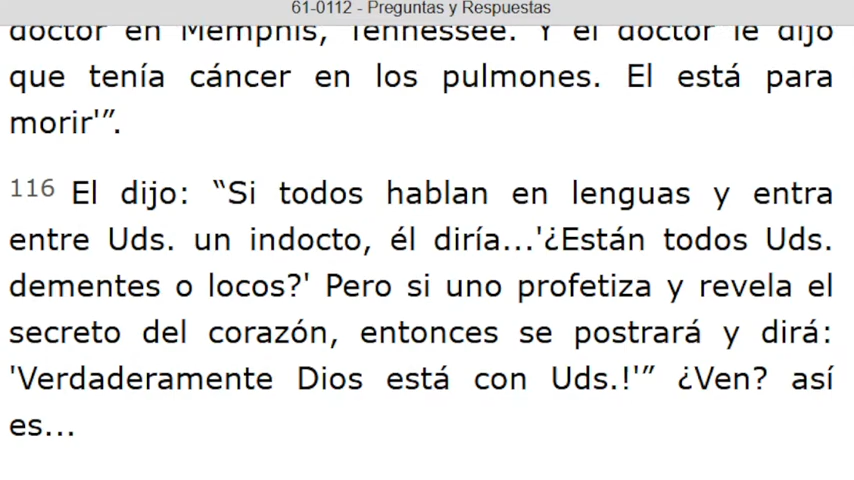 61-0112 - Preguntas y Respuestas
doctor en Memphis, Tennessee. Y el doctor le dijo
que tenía cáncer en los pulmones. El está para
morir'”.
116 El dijo: “Si todos hablan en lenguas y entra
entre Uds. un indocto, él diría...'¿Están todos Uds.
dementes o locos?' Pero si uno profetiza y revela el
secreto del corazón, entonces se postrará y dirá:
'Verdaderamente Dios está con Uds.!'” ¿Ven? así
es...